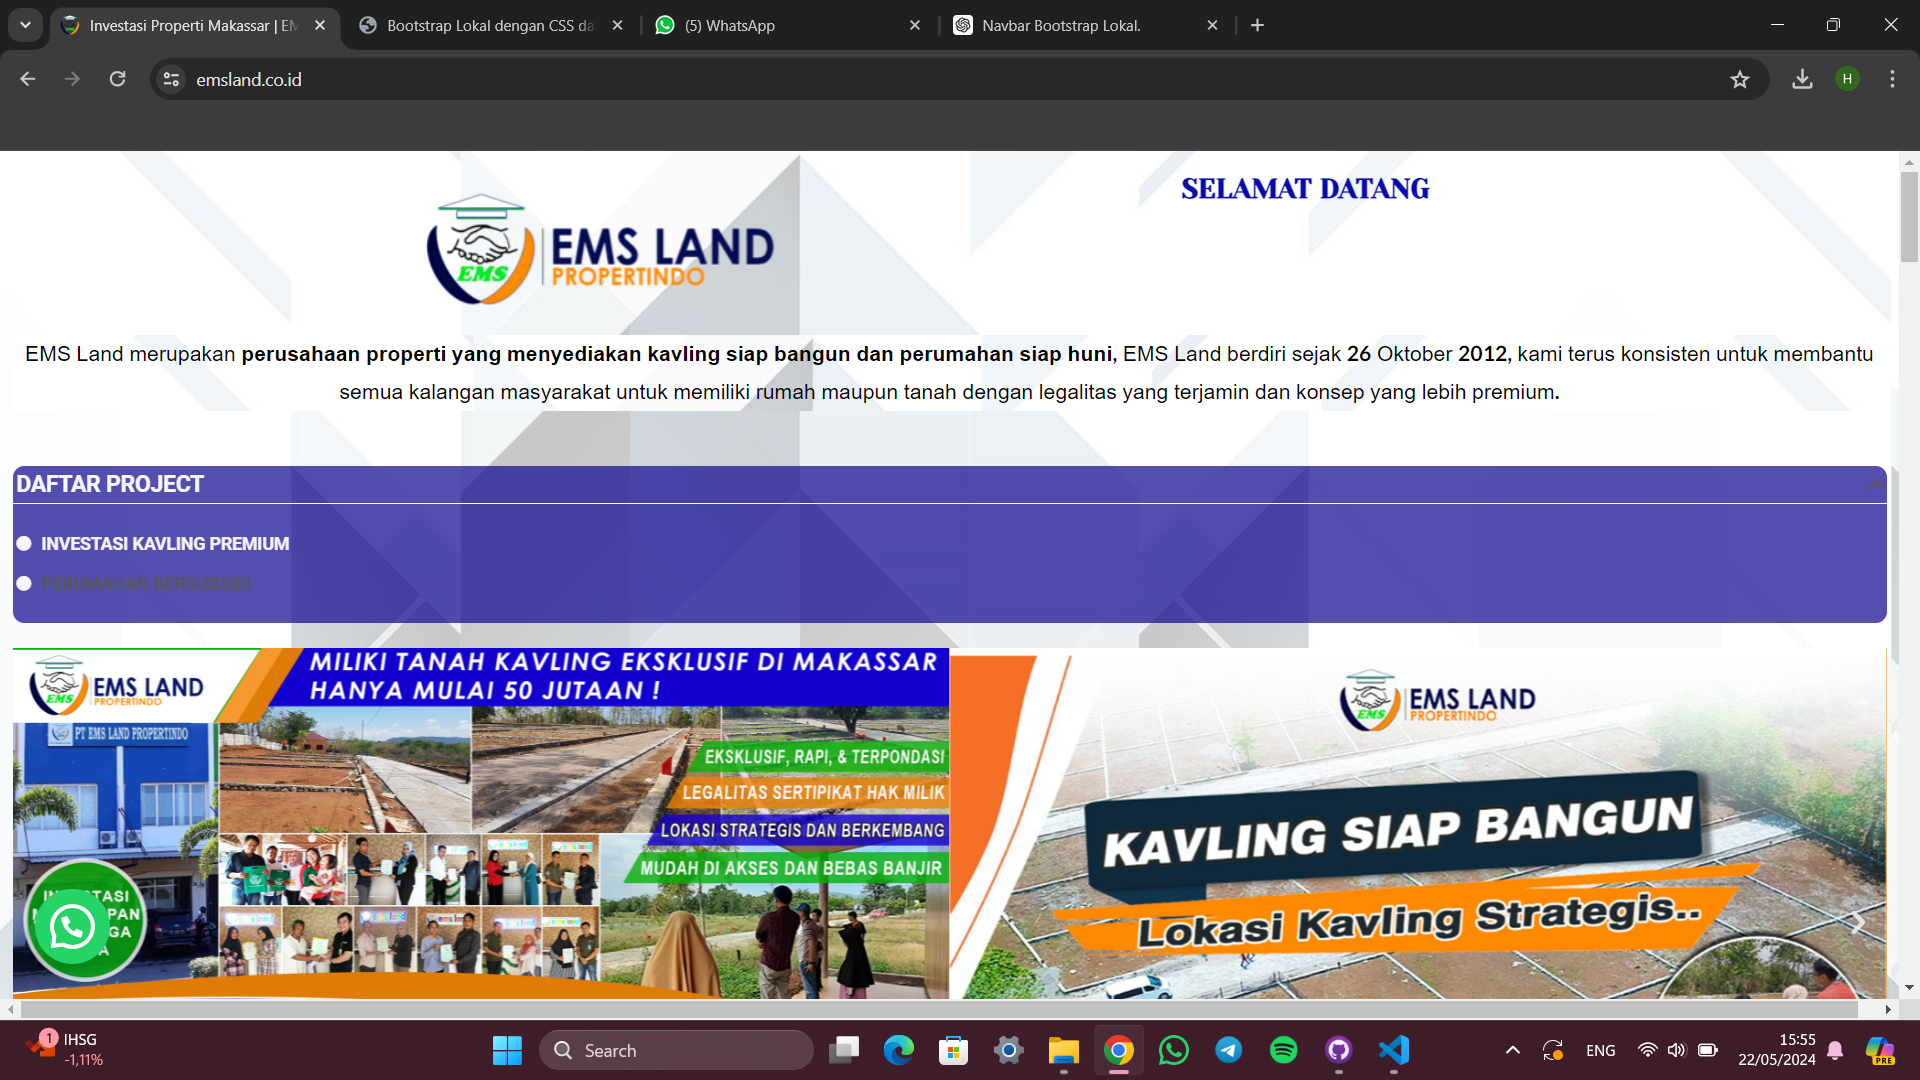 Investasi Properti Makassar | EM
Bootstrap Lokal dengan CSS da
(5) WhatsApp
Navbar Bootstrap Lokal.
emsland.co.id
H
SELAMAT DATANG
EMS
EMS LAND
PROPERTINDO
EMS Land merupakan perusahaan properti yang menyediakan kavling siap bangun dan perumahan siap huni, EMS Land berdiri sejak 26 Oktober 2012, kami terus konsisten untuk membantu
semua kalangan masyarakat untuk memiliki rumah maupun tanah dengan legalitas yang terjamin dan konsep yang lebih premium.
DAFTAR PROJECT
INVESTASI KAVLING PREMIUM
PERUMAHAN BERSUBSIDI
EMS
EMS LAND
PROPERTINDO
MILIKI TANAH KAVLING EKSKLUSIF DI MAKASSAR
HANYA MULAI 50 JUTAAN !
PT EMS LAND PROPERTINDO
EKSKLUSIF, RAPI, & TERPONDASI
LEGALITAS SERTIPIKAT HAK MILIK
LOKASI STRATEGIS DAN BERKEMBANG
MUDAH DI AKSES DAN BEBAS BANJIR
EMS
EMS LAND
PROPERTINDO
KAVLING SIAP BANGUN
Lokasi Kavling Strategis..
1
IHSG
-1,11%
Search
ENG
15:55
22/05/2024
PRE